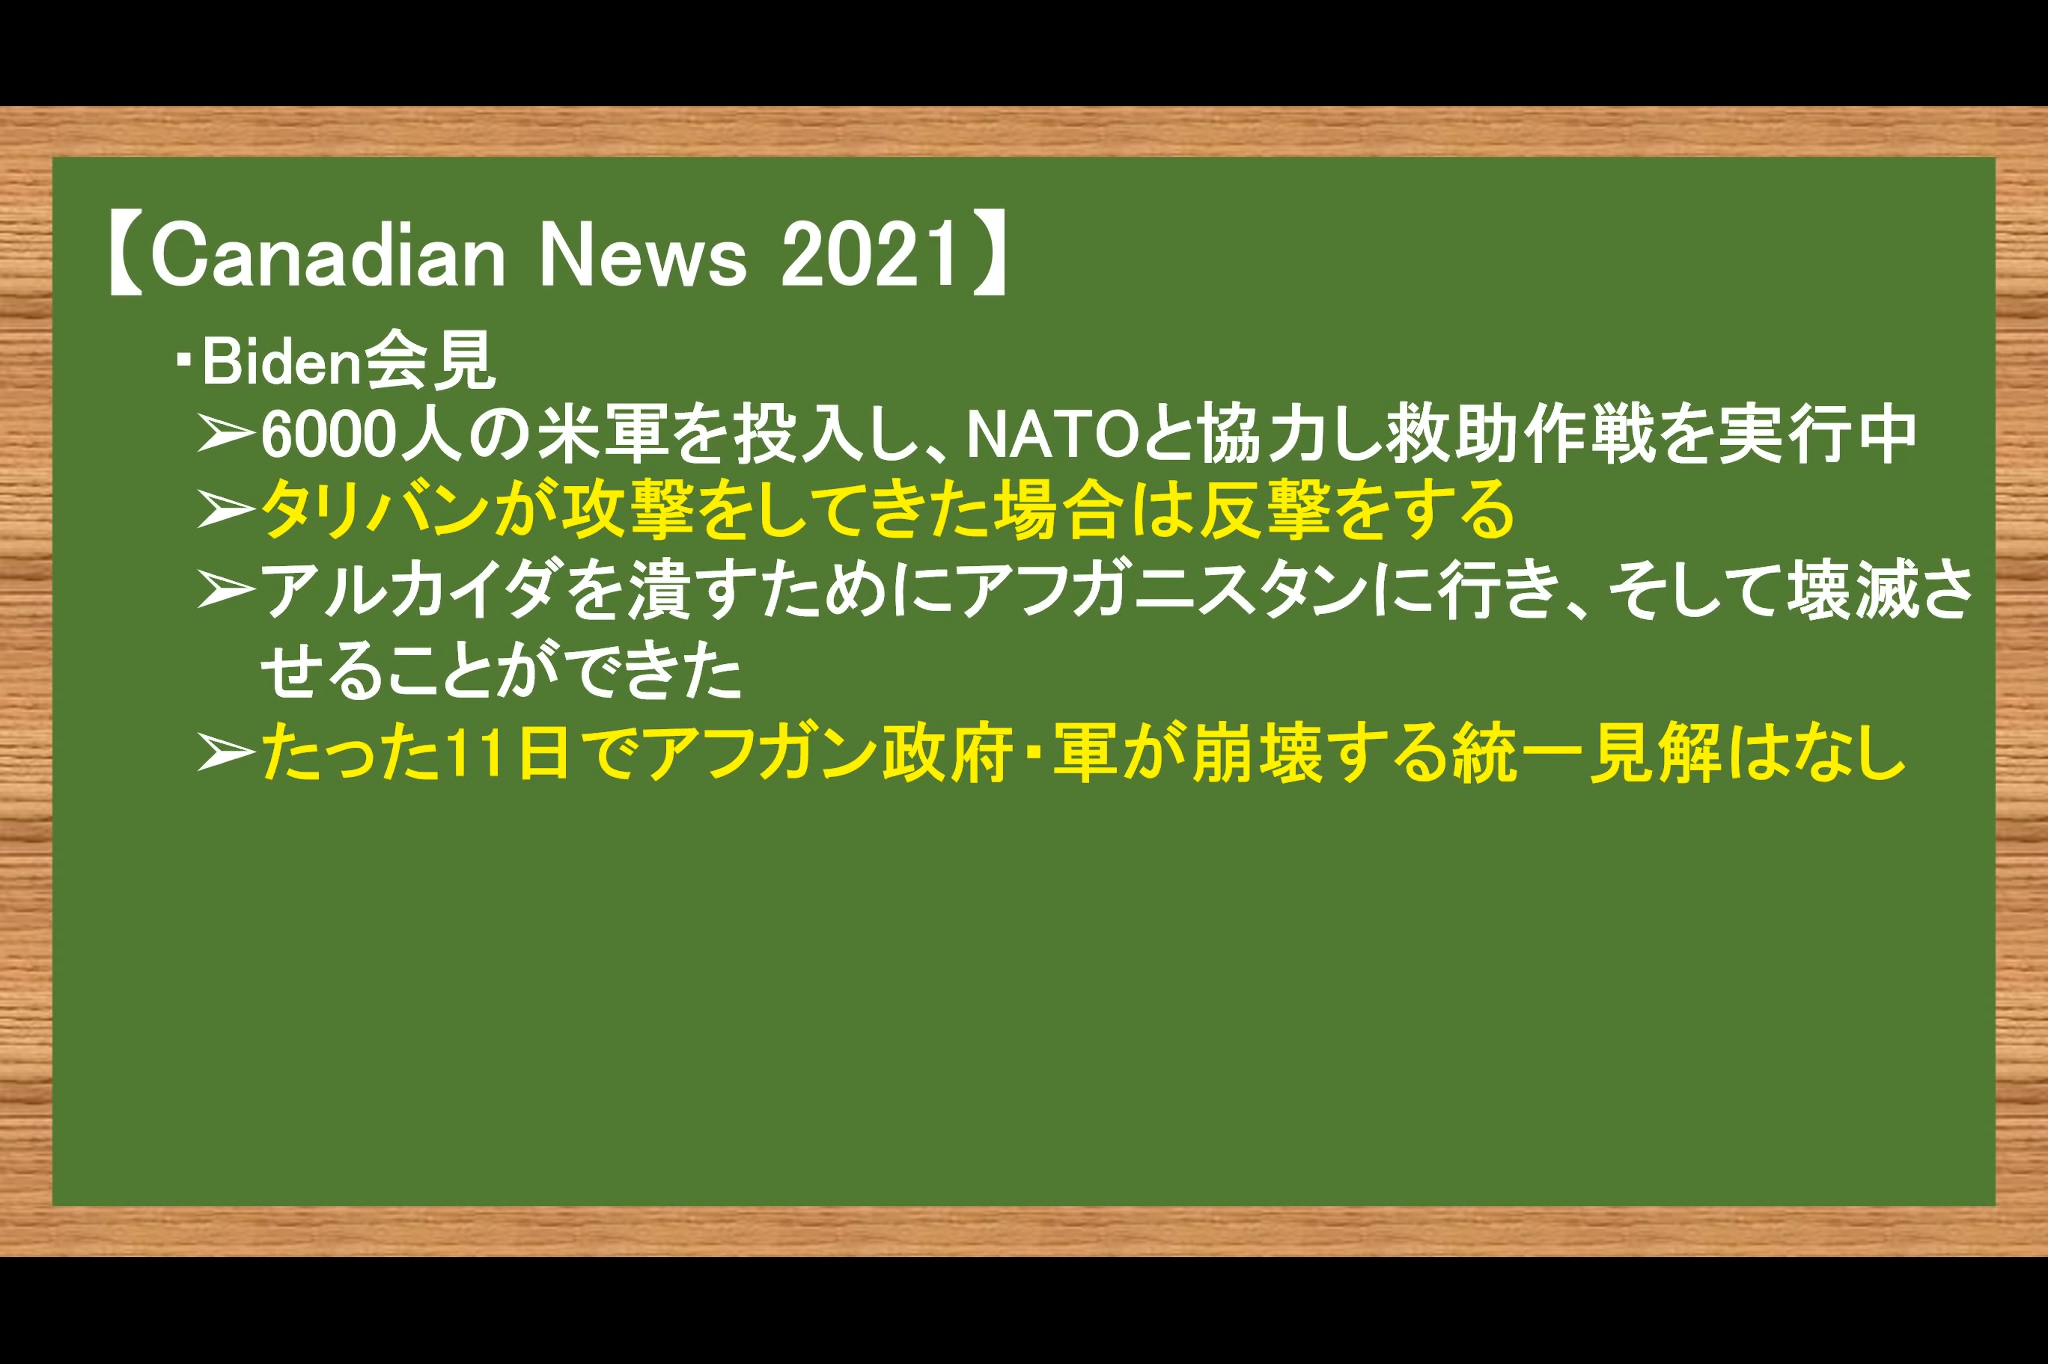 【Canadian News 2021】
・Biden会見
➢6000人の米軍を投入し、NATOと協力し救助作戦を実行中
➢タリバンが攻撃をしてきた場合は反撃をする
➢アルカイダを潰すためにアフガニスタンに行き、そして壊滅さ
せることができた
➢たった11日でアフガン政府・軍が崩壊する統一見解はなし